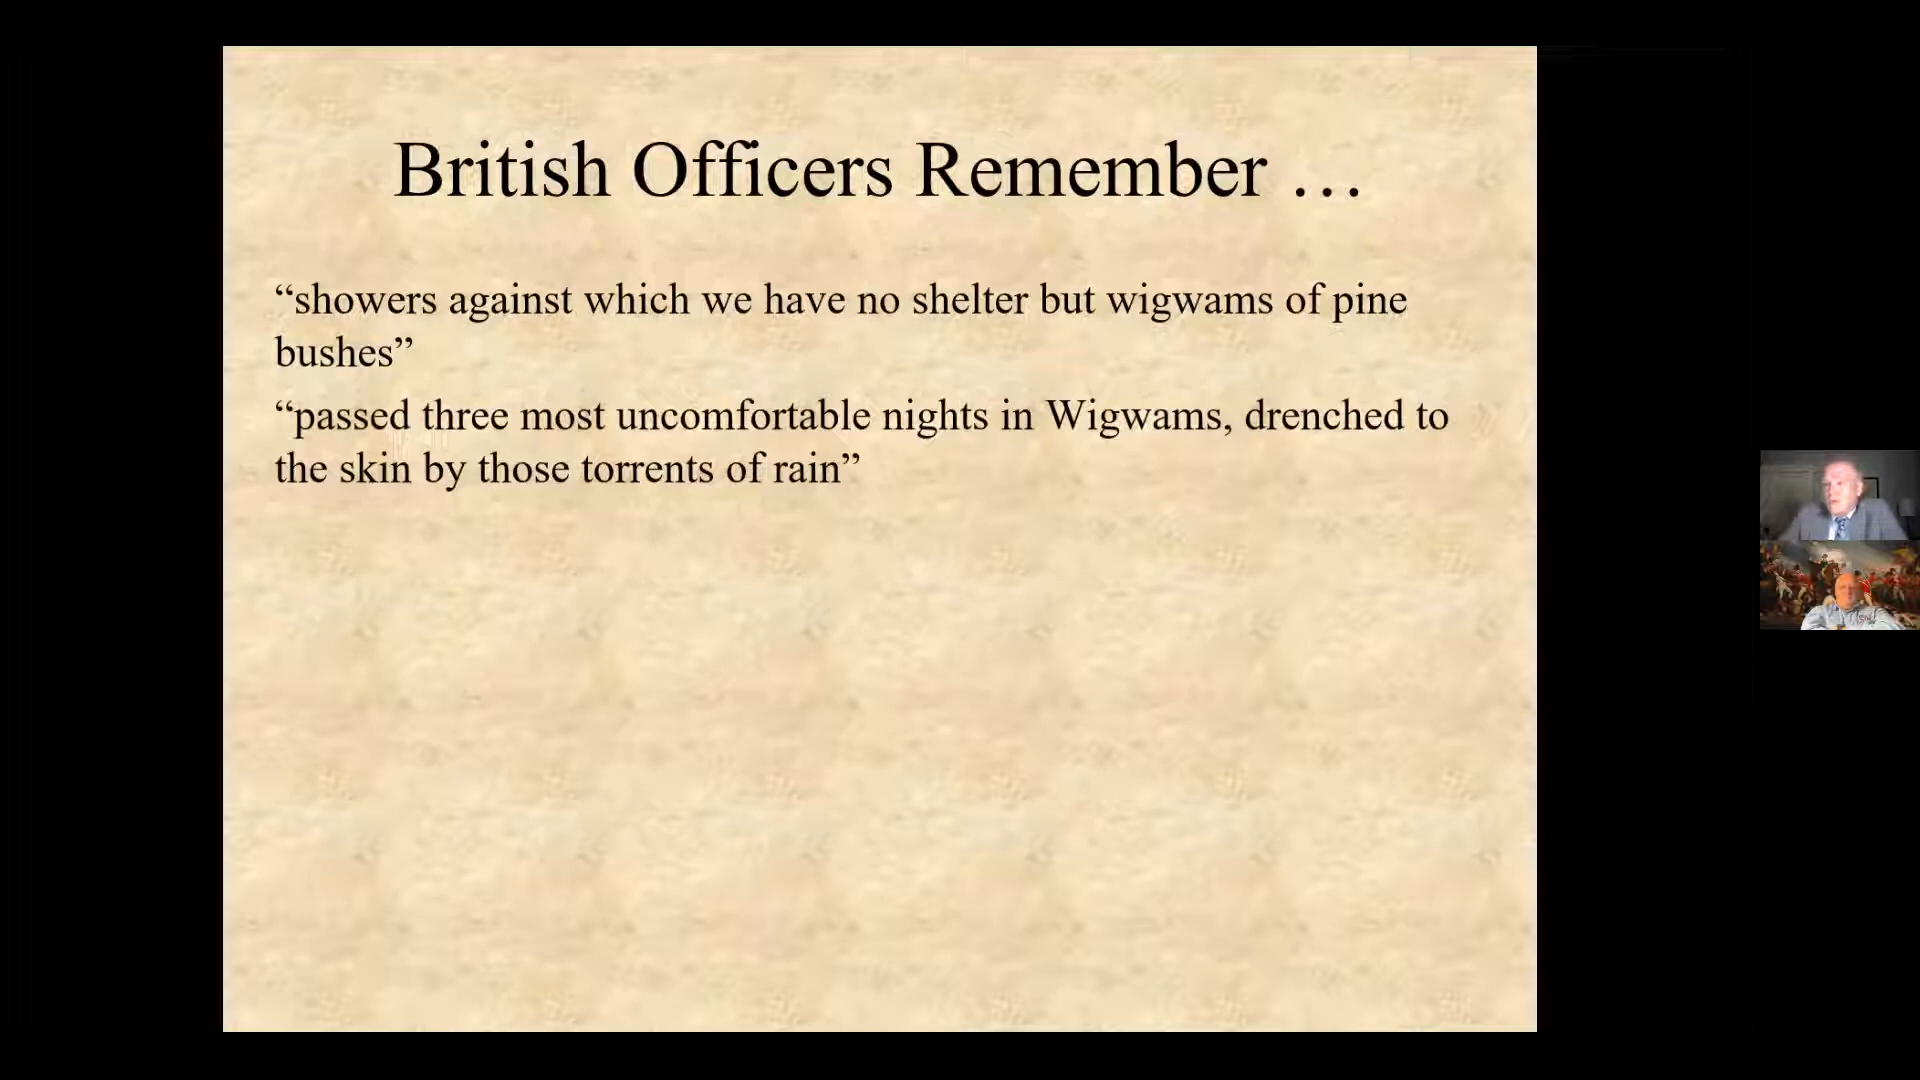 British Officers Remember …
“showers against which we have no shelter but wigwams of pine
bushes”
“passed three most uncomfortable nights in Wigwams, drenched to
the skin by those torrents of rain”